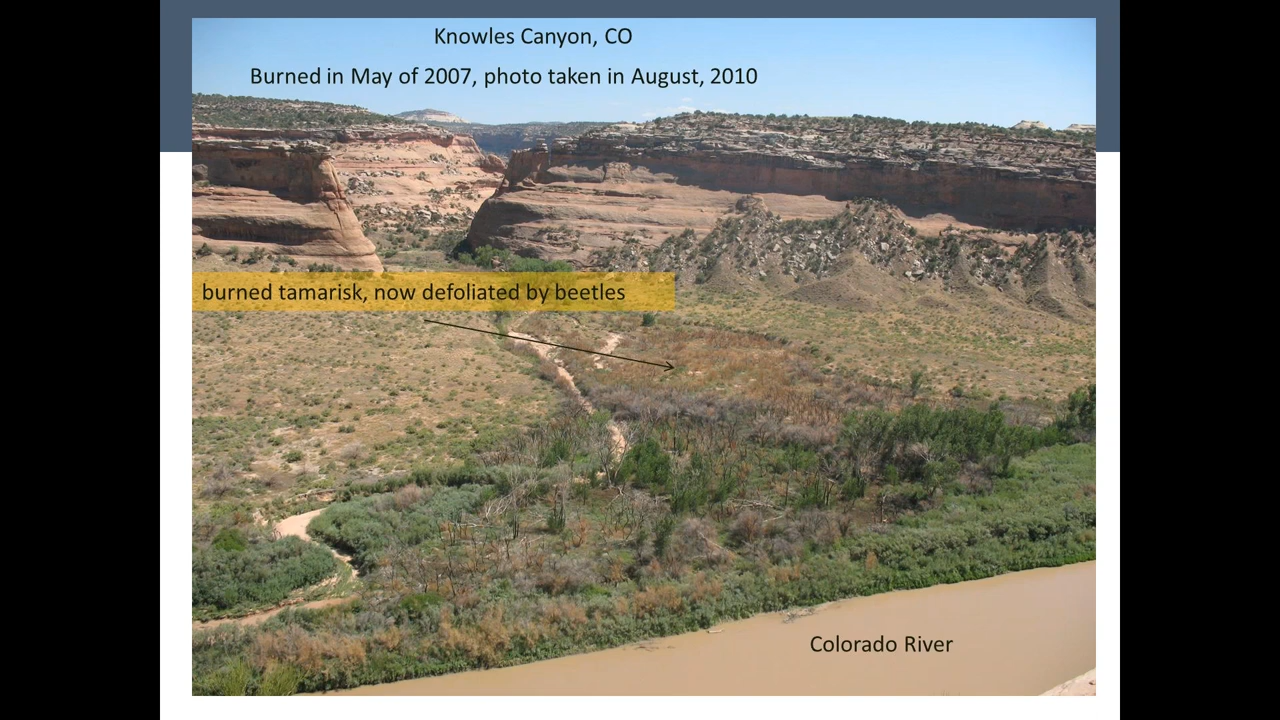 Knowles Canyon, CO
Burned in May of 2007, photo taken in August, 2010
burned tamarisk, now defoliated by beetles
Colorado River